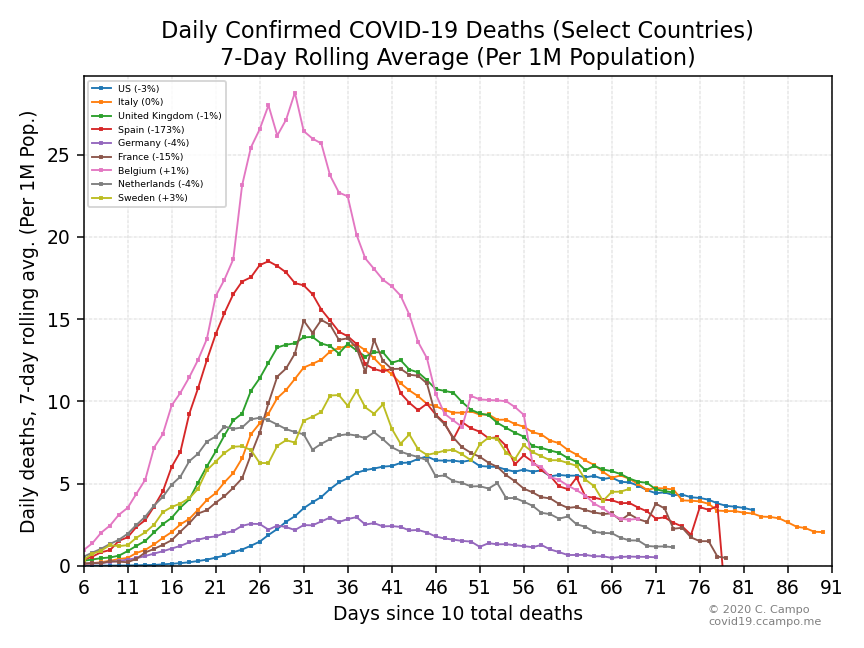 Daily Confirmed COVID-19 Deaths (Select Countries)
7-Day Rolling Average (Per 1M Population)
US (-3%)
Italy (0%)
United Kingdom (-1%)
Spain (-173%)
Germany (-4%)
France (-15%)
Belgium (+1%)
Netherlands (-4%)
Sweden (+3%)
Daily deaths, 7-day rolling avg. (Per 1M Pop.)
25
20
15
10
5
0
6 11 16 21 26 31 36 41 46 51 56 61 66 71 76 81 86 91
Days since 10 total deaths
© 2020 C. Campo
covid19.ccampo.me